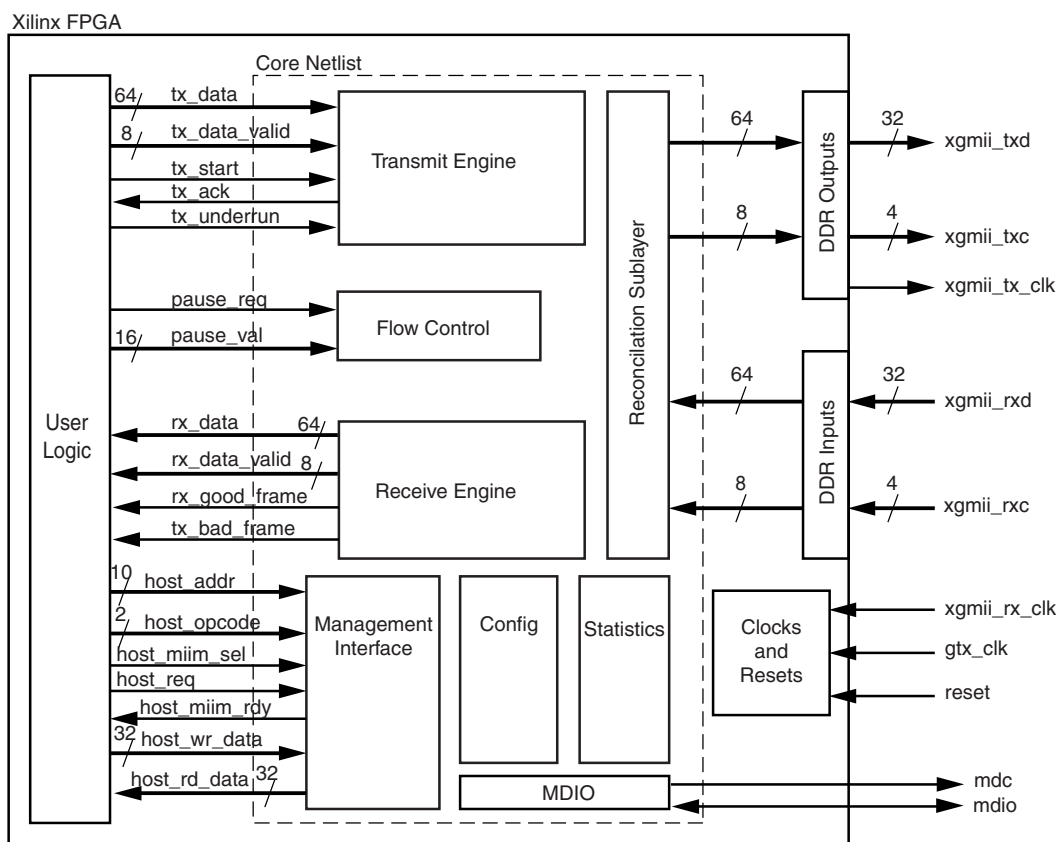 Xilinx FPGA
Core Netlist
User
Logic
64
tx_data
8
tx_data_valid
tx_start
tx_ack
tx_underrun
Transmit Engine
pause_req
16
pause_val
Flow Control
rx_data
64
rx_data_valid
8
rx_good_frame
tx_bad_frame
Receive Engine
10
host_addr
2
host_opcode
host_miim_sel
host_req
host_miim_rdy
32
host_wr_data
host_rd_data
32
Management
Interface
Config
Statistics
MDIO
Reconcilation Sublayer
64
8
64
8
DDR Outputs
32
xgmii_txd
4
xgmii_txc
xgmii_tx_clk
DDR Inputs
32
xgmii_rxd
4
xgmii_rxc
Clocks
and
Resets
xgmii_rx_clk
gtx_clk
reset
mdc
mdio